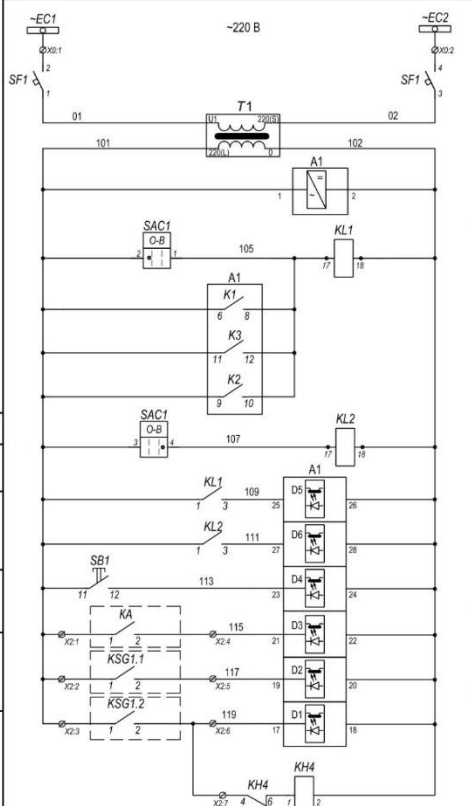 ~EC1 ~220 В ~EC2
X0:1 X0:2
2 4
SF1 SF1
1 3
01 T1 02
U1 220(S)
101 102
220(L) 0
A1
1 = ~ 2
SAC1 KL1
O-В 105
2 1 17 18
A1
K1
6 8
K3
11 12
K2
9 10
SAC1 KL2
O-В 107
3 4 17 18
A1
KL1 109 D5
1 3 25 26
KL2 111 D6
1 3 27 28
SB1 113 D4
11 12 23 24
KA 115 D3
X2:1 1 2 X2:4 21 22
KSG1.1 117 D2
X2:2 1 2 X2:5 19 20
KSG1.2 119 D1
X2:3 1 2 X2:6 17 18
KH4 KH4
X2:7 4 6 1 2